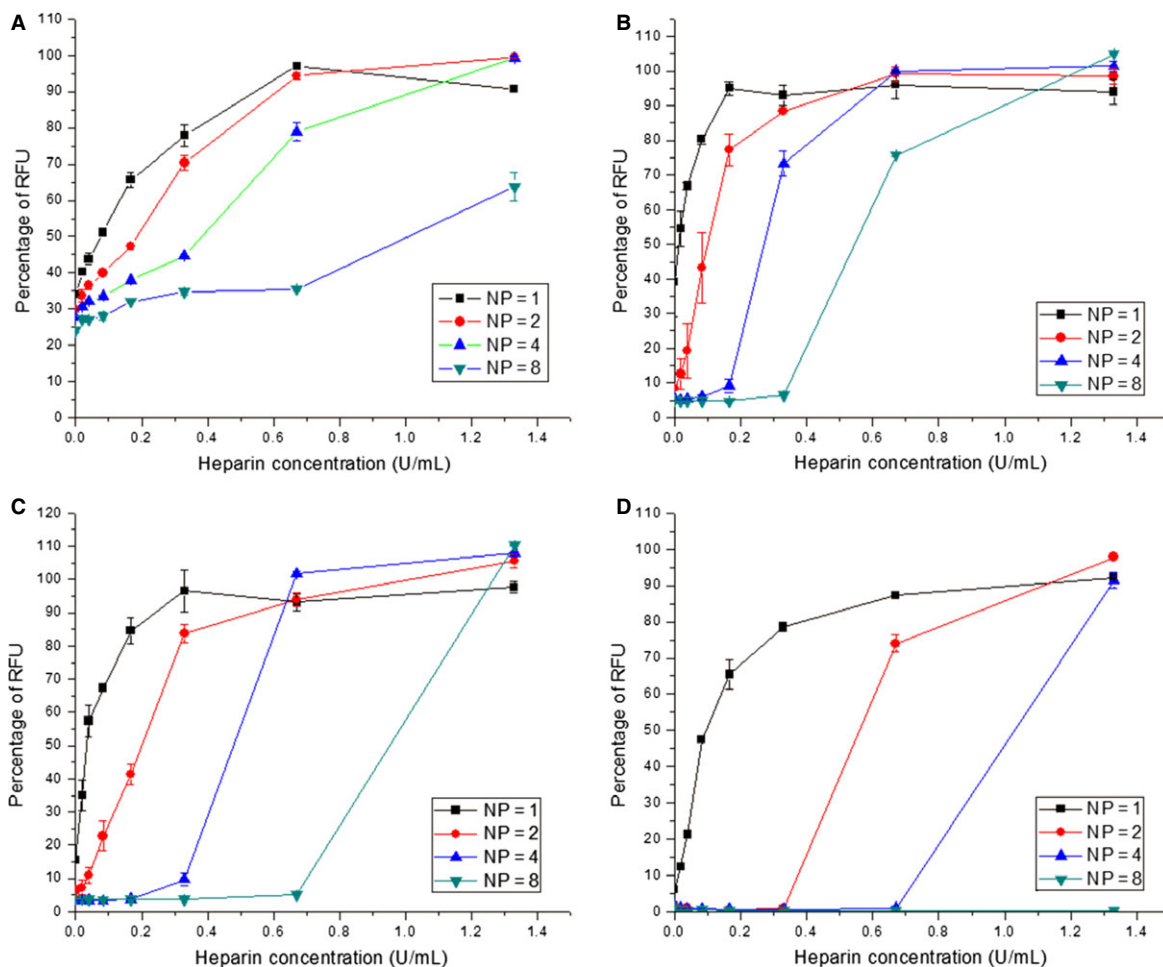 A
Percentage of RFU
110
100
90
80
70
60
50
40
30
20
10
0
NP = 1
NP = 2
NP = 4
NP = 8
0.0 0.2 0.4 0.6 0.8 1.0 1.2 1.4
Heparin concentration (U/mL)
B
Percentage of RFU
110
100
90
80
70
60
50
40
30
20
10
0
NP = 1
NP = 2
NP = 4
NP = 8
0.0 0.2 0.4 0.6 0.8 1.0 1.2 1.4
Heparin concentration (U/mL)
C
Percentage of RFU
120
110
100
90
80
70
60
50
40
30
20
10
0
NP = 1
NP = 2
NP = 4
NP = 8
0.0 0.2 0.4 0.6 0.8 1.0 1.2 1.4
Heparin concentration (U/mL)
D
Percentage of RFU
110
100
90
80
70
60
50
40
30
20
10
0
NP = 1
NP = 2
NP = 4
NP = 8
0.0 0.2 0.4 0.6 0.8 1.0 1.2 1.4
Heparin concentration (U/mL)